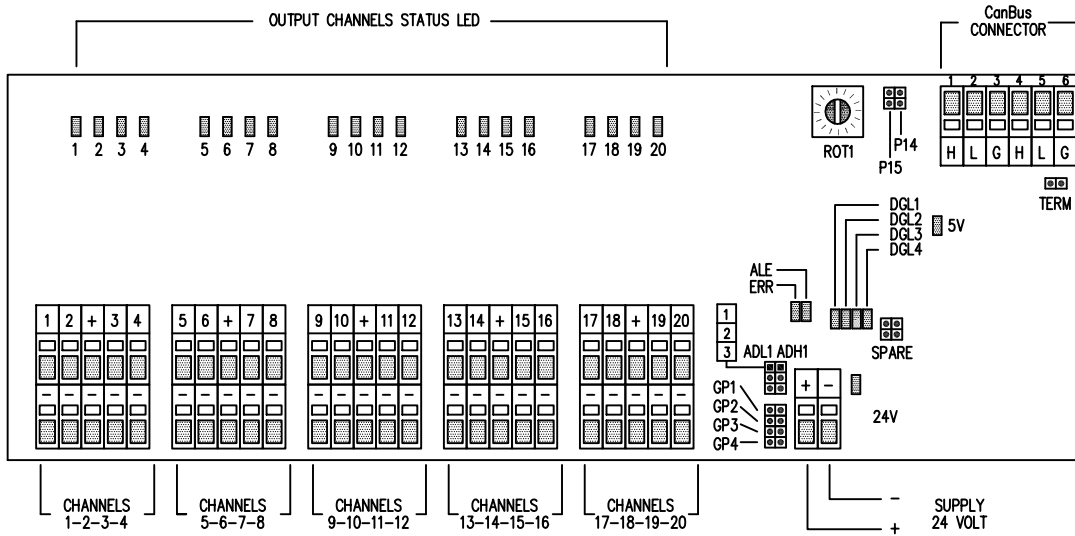 OUTPUT CHANNELS STATUS LED
CanBus
CONNECTOR
1 2 3 4 5 6
1 2 3 4 5 6 7 8 9 10 11 12 13 14 15 16 17 18 19 20
ROT1
P14
P15
H L G H L G
TERM
DGL1
DGL2
DGL3
DGL4
5V
ALE
ERR
1 2 + 3 4
5 6 + 7 8
9 10 + 11 12
13 14 + 15 16
17 18 + 19 20
1
2
3
ADL1 ADH1
SPARE
+ -
- - - - -
- - - - -
- - - - -
- - - - -
- - - - -
GP1
GP2
GP3
GP4
24V
CHANNELS
1-2-3-4
CHANNELS
5-6-7-8
CHANNELS
9-10-11-12
CHANNELS
13-14-15-16
CHANNELS
17-18-19-20
-
+
SUPPLY
24 VOLT